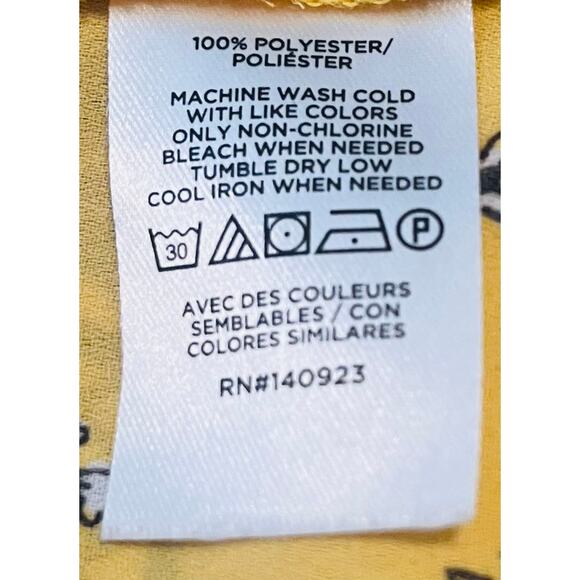 100% POLYESTER/
POLIÉSTER
MACHINE WASH COLD
WITH LIKE COLORS
ONLY NON-CHLORINE
BLEACH WHEN NEEDED
TUMBLE DRY LOW
COOL IRON WHEN NEEDED
30 P
AVEC DES COULEURS
SEMBLABLES / CON
COLORES SIMILARES
RN#140923